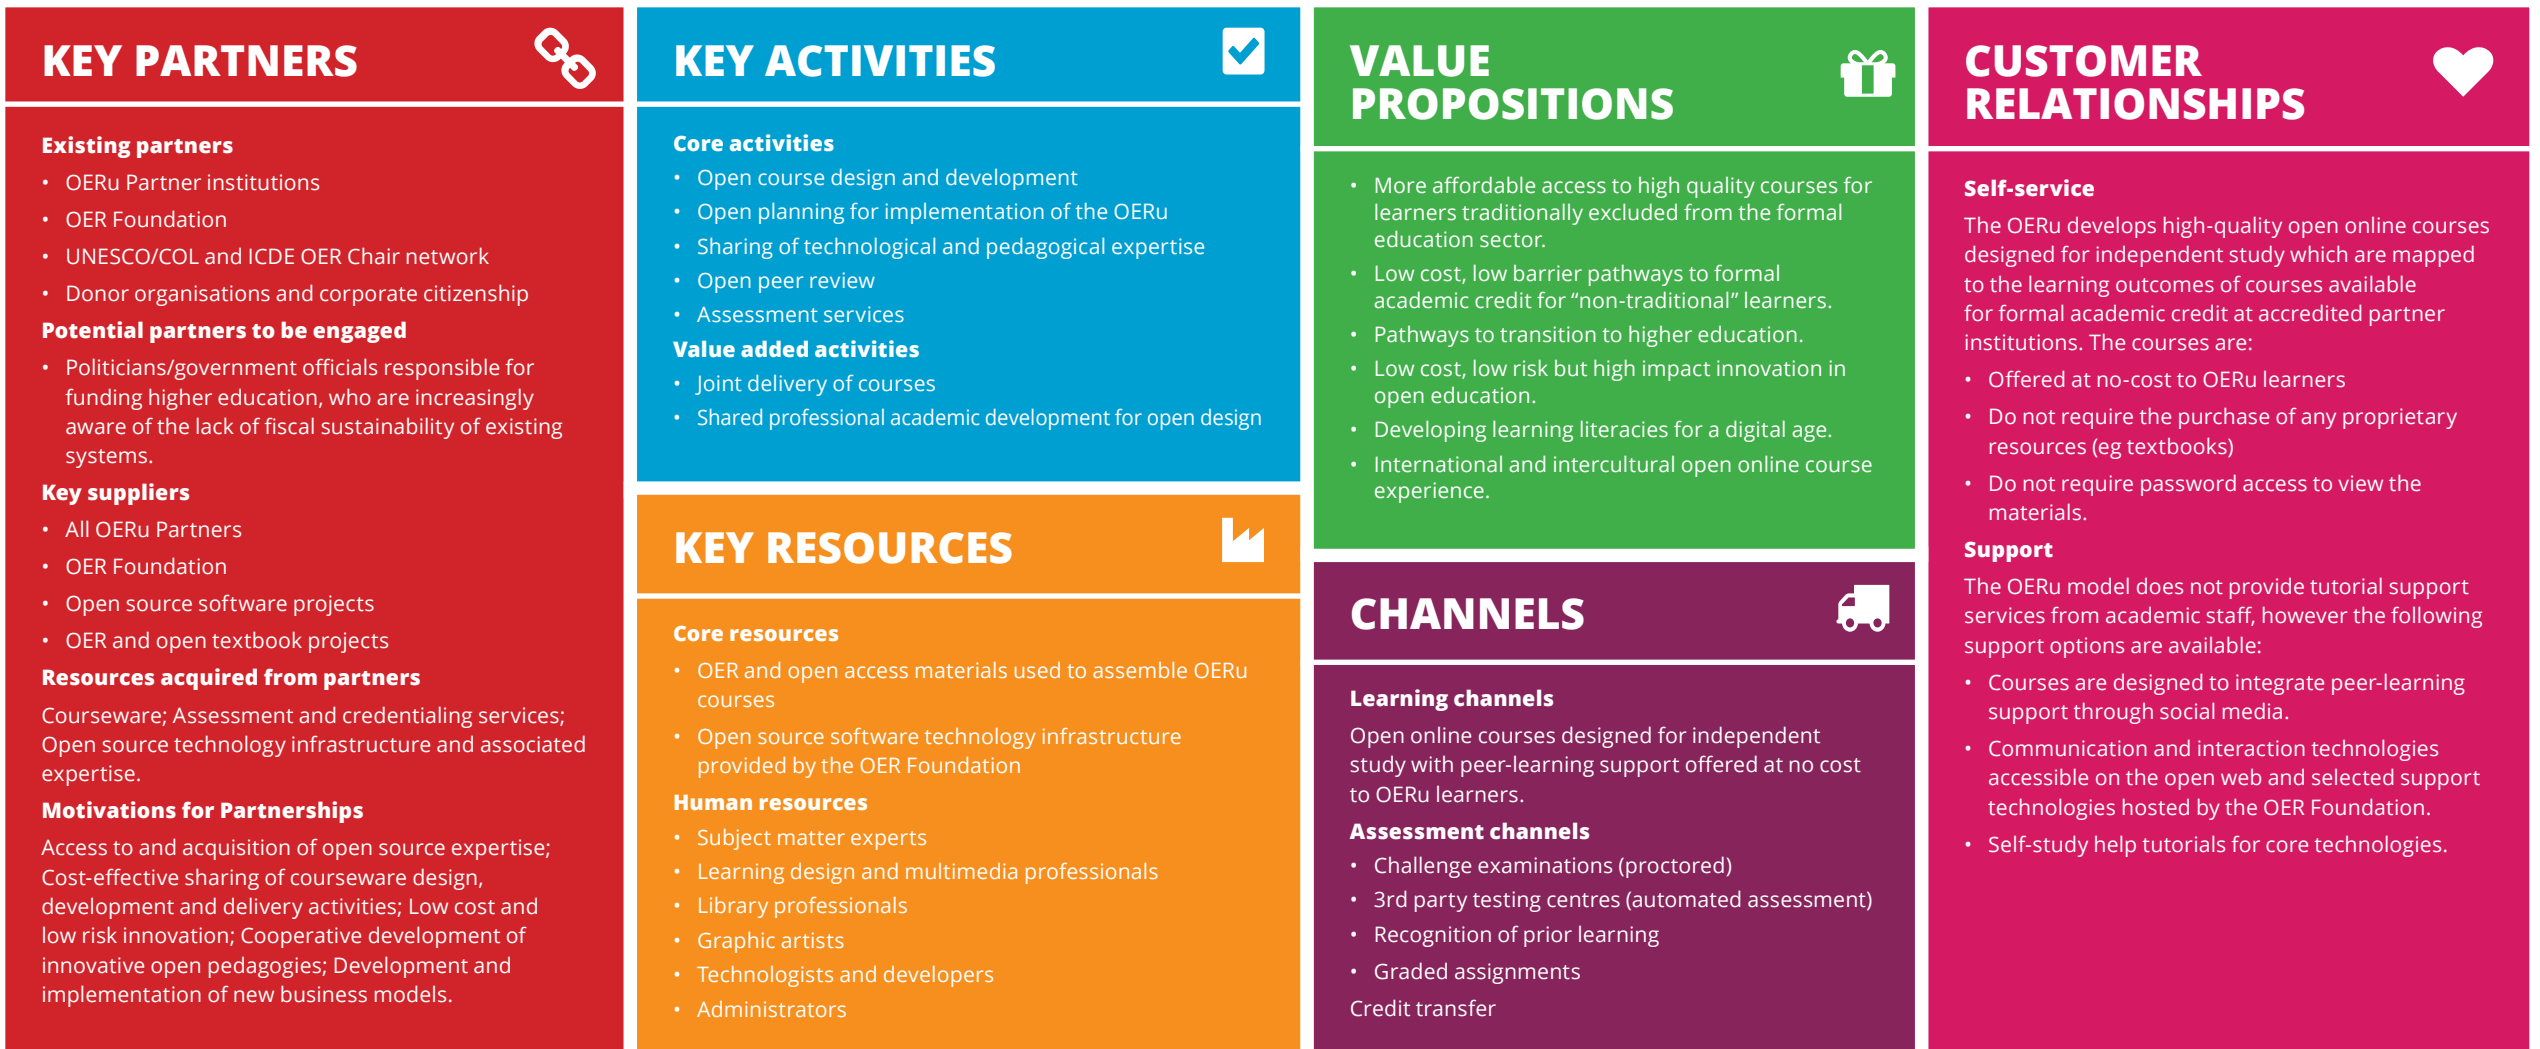 KEY PARTNERS
Existing partners
• OERu Partner institutions
• OER Foundation
• UNESCO/COL and ICDE OER Chair network
• Donor organisations and corporate citizenship
Potential partners to be engaged
• Politicians/government officials responsible for
funding higher education, who are increasingly
aware of the lack of fiscal sustainability of existing
systems.
Key suppliers
• All OERu Partners
• OER Foundation
• Open source software projects
• OER and open textbook projects
Resources acquired from partners
Courseware; Assessment and credentialing services;
Open source technology infrastructure and associated
expertise.
Motivations for Partnerships
Access to and acquisition of open source expertise;
Cost-effective sharing of courseware design,
development and delivery activities; Low cost and
low risk innovation; Cooperative development of
innovative open pedagogies; Development and
implementation of new business models.
KEY ACTIVITIES
Core activities
• Open course design and development
• Open planning for implementation of the OERu
• Sharing of technological and pedagogical expertise
• Open peer review
• Assessment services
Value added activities
• Joint delivery of courses
• Shared professional academic development for open design
KEY RESOURCES
Core resources
• OER and open access materials used to assemble OERu
courses
• Open source software technology infrastructure
provided by the OER Foundation
Human resources
• Subject matter experts
• Learning design and multimedia professionals
• Library professionals
• Graphic artists
• Technologists and developers
• Administrators
VALUE
PROPOSITIONS
• More affordable access to high quality courses for
learners traditionally excluded from the formal
education sector.
• Low cost, low barrier pathways to formal
academic credit for “non-traditional” learners.
• Pathways to transition to higher education.
• Low cost, low risk but high impact innovation in
open education.
• Developing learning literacies for a digital age.
• International and intercultural open online course
experience.
CHANNELS
Learning channels
Open online courses designed for independent
study with peer-learning support offered at no cost
to OERu learners.
Assessment channels
• Challenge examinations (proctored)
• 3rd party testing centres (automated assessment)
• Recognition of prior learning
• Graded assignments
Credit transfer
CUSTOMER
RELATIONSHIPS
Self-service
The OERu develops high-quality open online courses
designed for independent study which are mapped
to the learning outcomes of courses available
for formal academic credit at accredited partner
institutions. The courses are:
• Offered at no-cost to OERu learners
• Do not require the purchase of any proprietary
resources (eg textbooks)
• Do not require password access to view the
materials.
Support
The OERu model does not provide tutorial support
services from academic staff, however the following
support options are available:
• Courses are designed to integrate peer-learning
support through social media.
• Communication and interaction technologies
accessible on the open web and selected support
technologies hosted by the OER Foundation.
• Self-study help tutorials for core technologies.